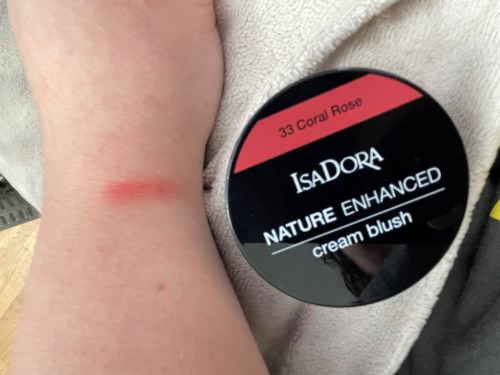 33 Coral Rose
ISADORA
NATURE ENHANCED
cream blush